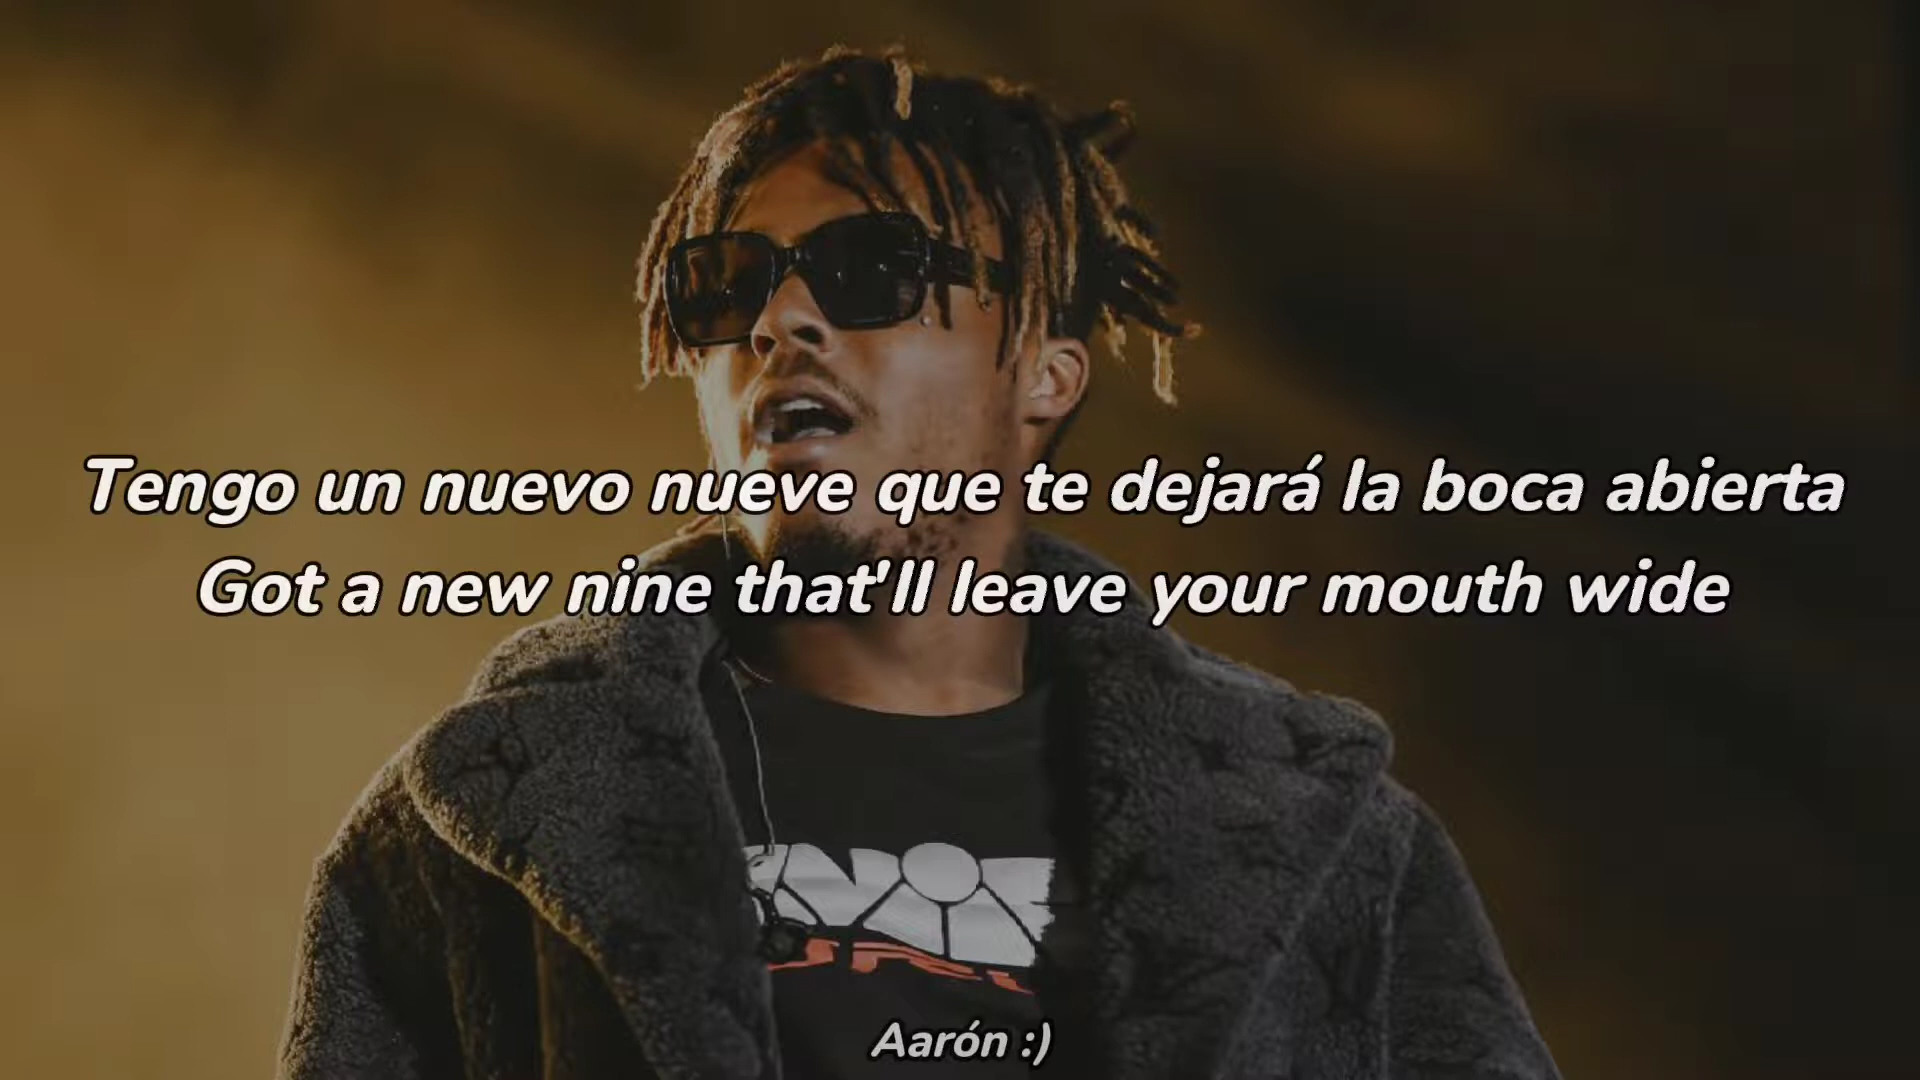 Tengo un nuevo nueve que te dejará la boca abierta
Got a new nine that'll leave your mouth wide
Aarón :)